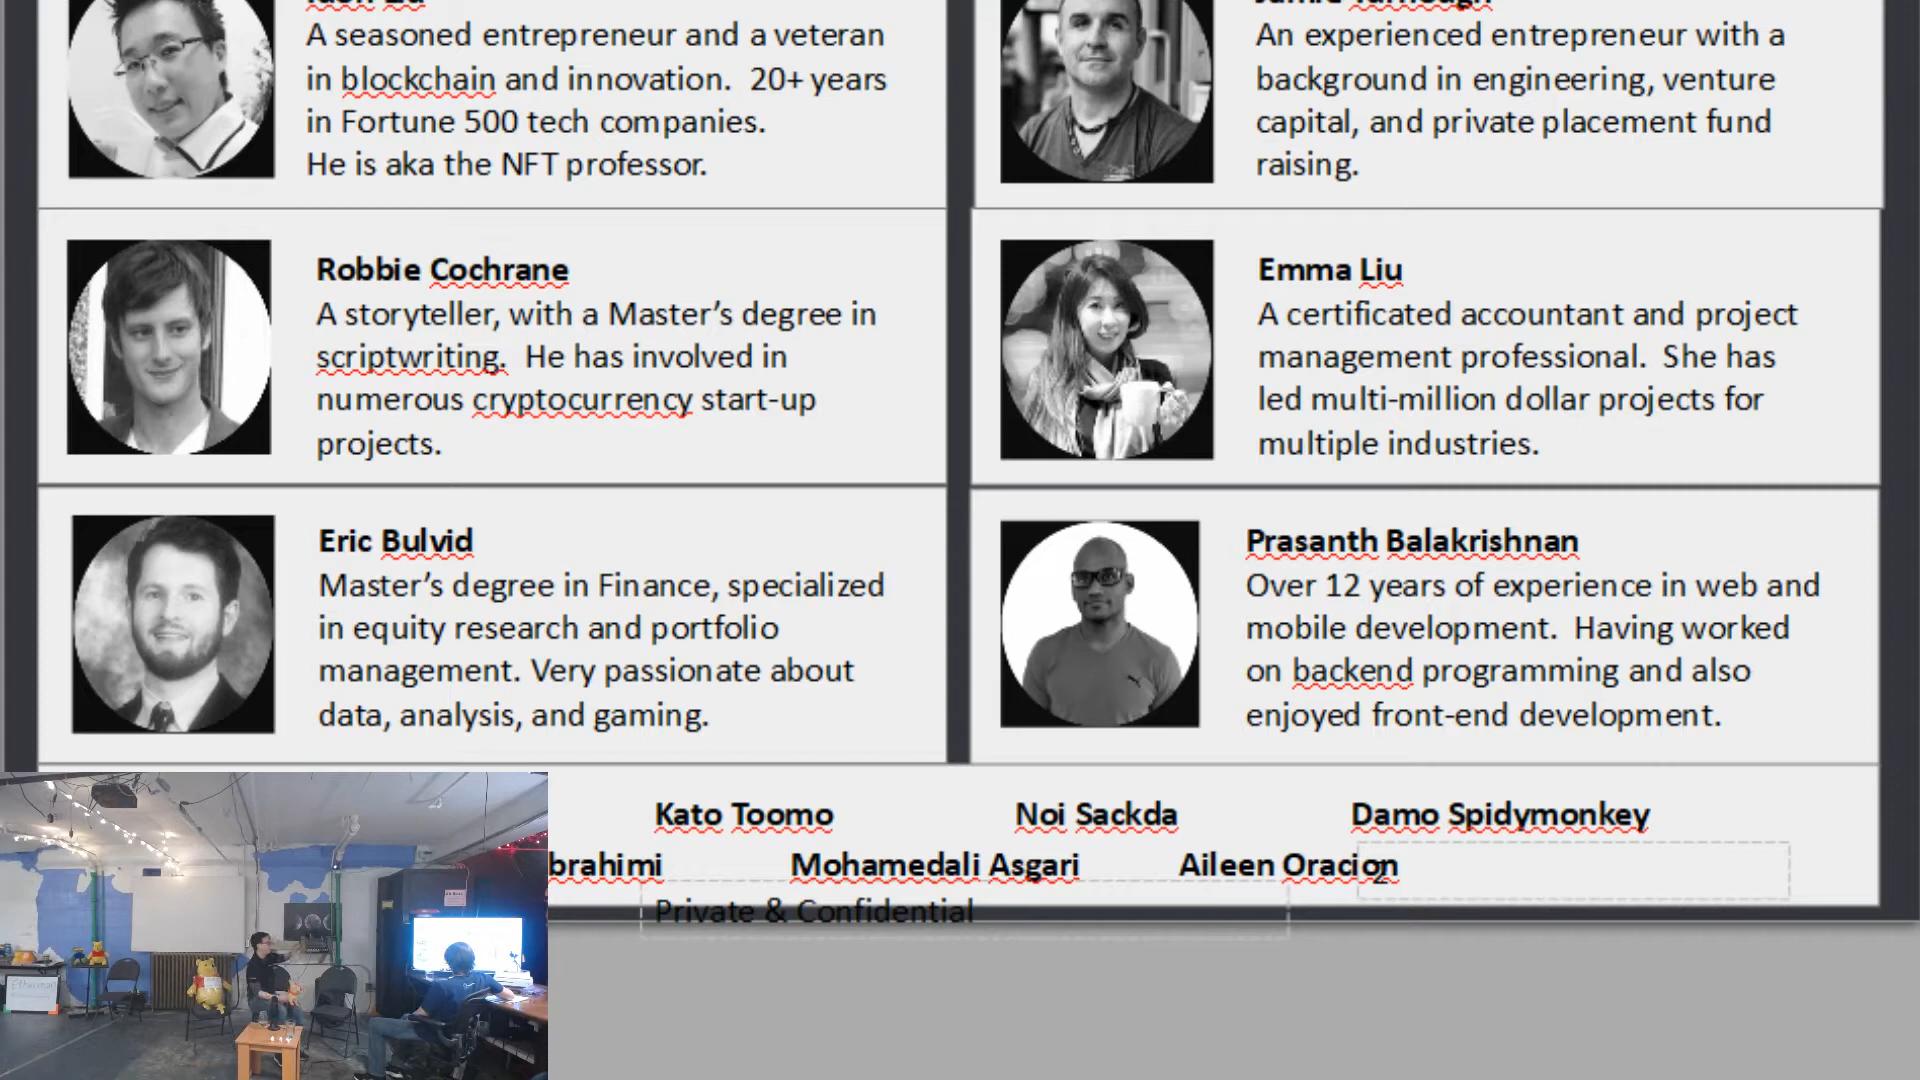 A seasoned entrepreneur and a veteran
in blockchain and innovation. 20+ years
in Fortune 500 tech companies.
He is aka the NFT professor.
An experienced entrepreneur with a
background in engineering, venture
capital, and private placement fund
raising.
Robbie Cochrane
A storyteller, with a Master's degree in
scriptwriting. He has involved in
numerous cryptocurrency start-up
projects.
Emma Liu
A certificated accountant and project
management professional. She has
led multi-million dollar projects for
multiple industries.
Eric Bulvid
Master's degree in Finance, specialized
in equity research and portfolio
management. Very passionate about
data, analysis, and gaming.
Prasanth Balakrishnan
Over 12 years of experience in web and
mobile development. Having worked
on backend programming and also
enjoyed front-end development.
Kato Toomo Noi Sackda Damo Spidymonkey
brahimi Mohamedali Asgari Aileen Oracion
2
Private & Confidential